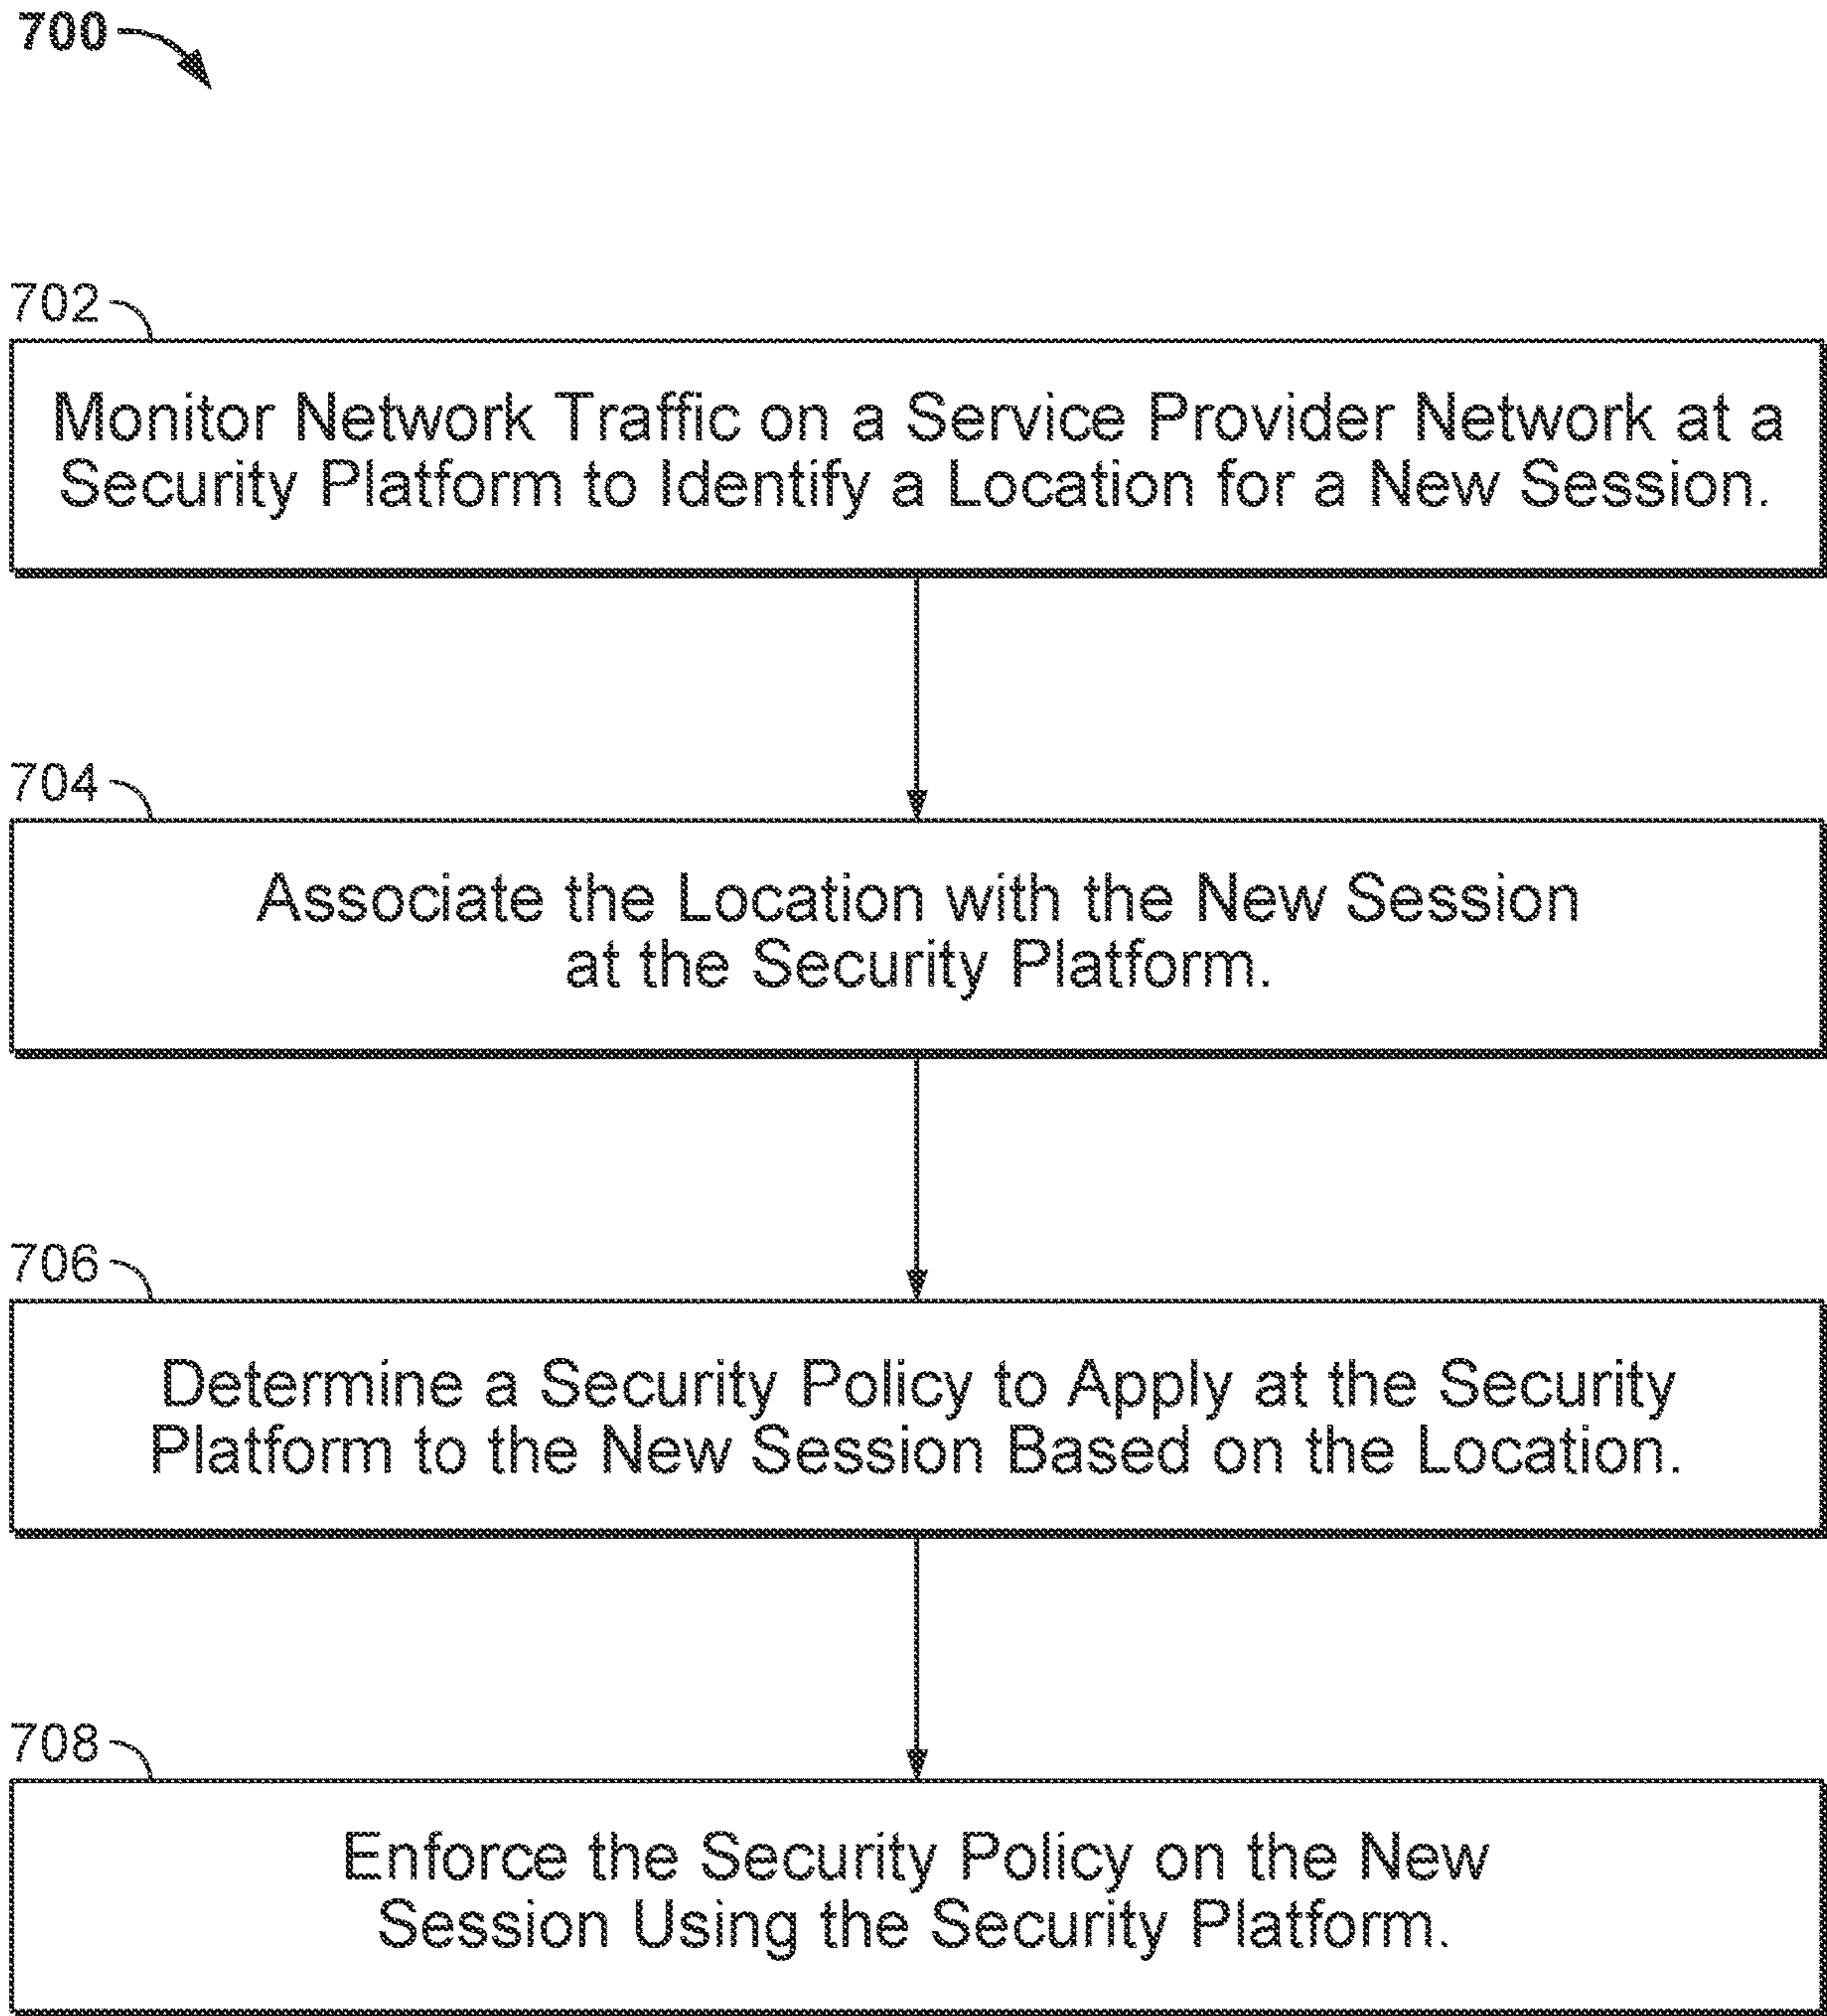 700
702
Monitor Network Traffic on a Service Provider Network at a
Security Platform to Identify a Location for a New Session.
704
Associate the Location with the New Session
at the Security Platform.
706
Determine a Security Policy to Apply at the Security
Platform to the New Session Based on the Location.
708
Enforce the Security Policy on the New
Session Using the Security Platform.